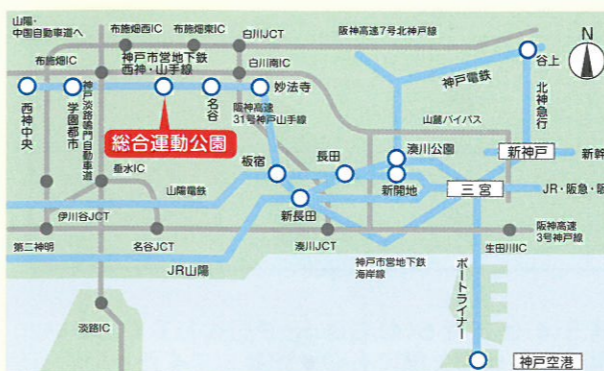 山陽・
中国自動車道へ
布施畑西IC
布施畑東IC
白川JCT
阪神高速7号北神戸線
N
布施畑IC
神戸市営地下鉄
西神・山手線
白川南IC
谷上
神戸電鉄
北神急行
西神中央
学園都市
神戸淡路鳴門自動車道
名谷
妙法寺
阪神高速
31号神戸山手線
山麓バイパス
総合運動公園
湊川公園
新神戸
新幹
垂水IC
板宿
長田
山陽電鉄
新開地
三宮
JR・阪急・阪
伊川谷JCT
新長田
第二神明
名谷JCT
湊川JCT
生田川IC
阪神高速
3号神戸線
JR山陽
神戸市営地下鉄
海岸線
ポートライナー
淡路IC
神戸空港